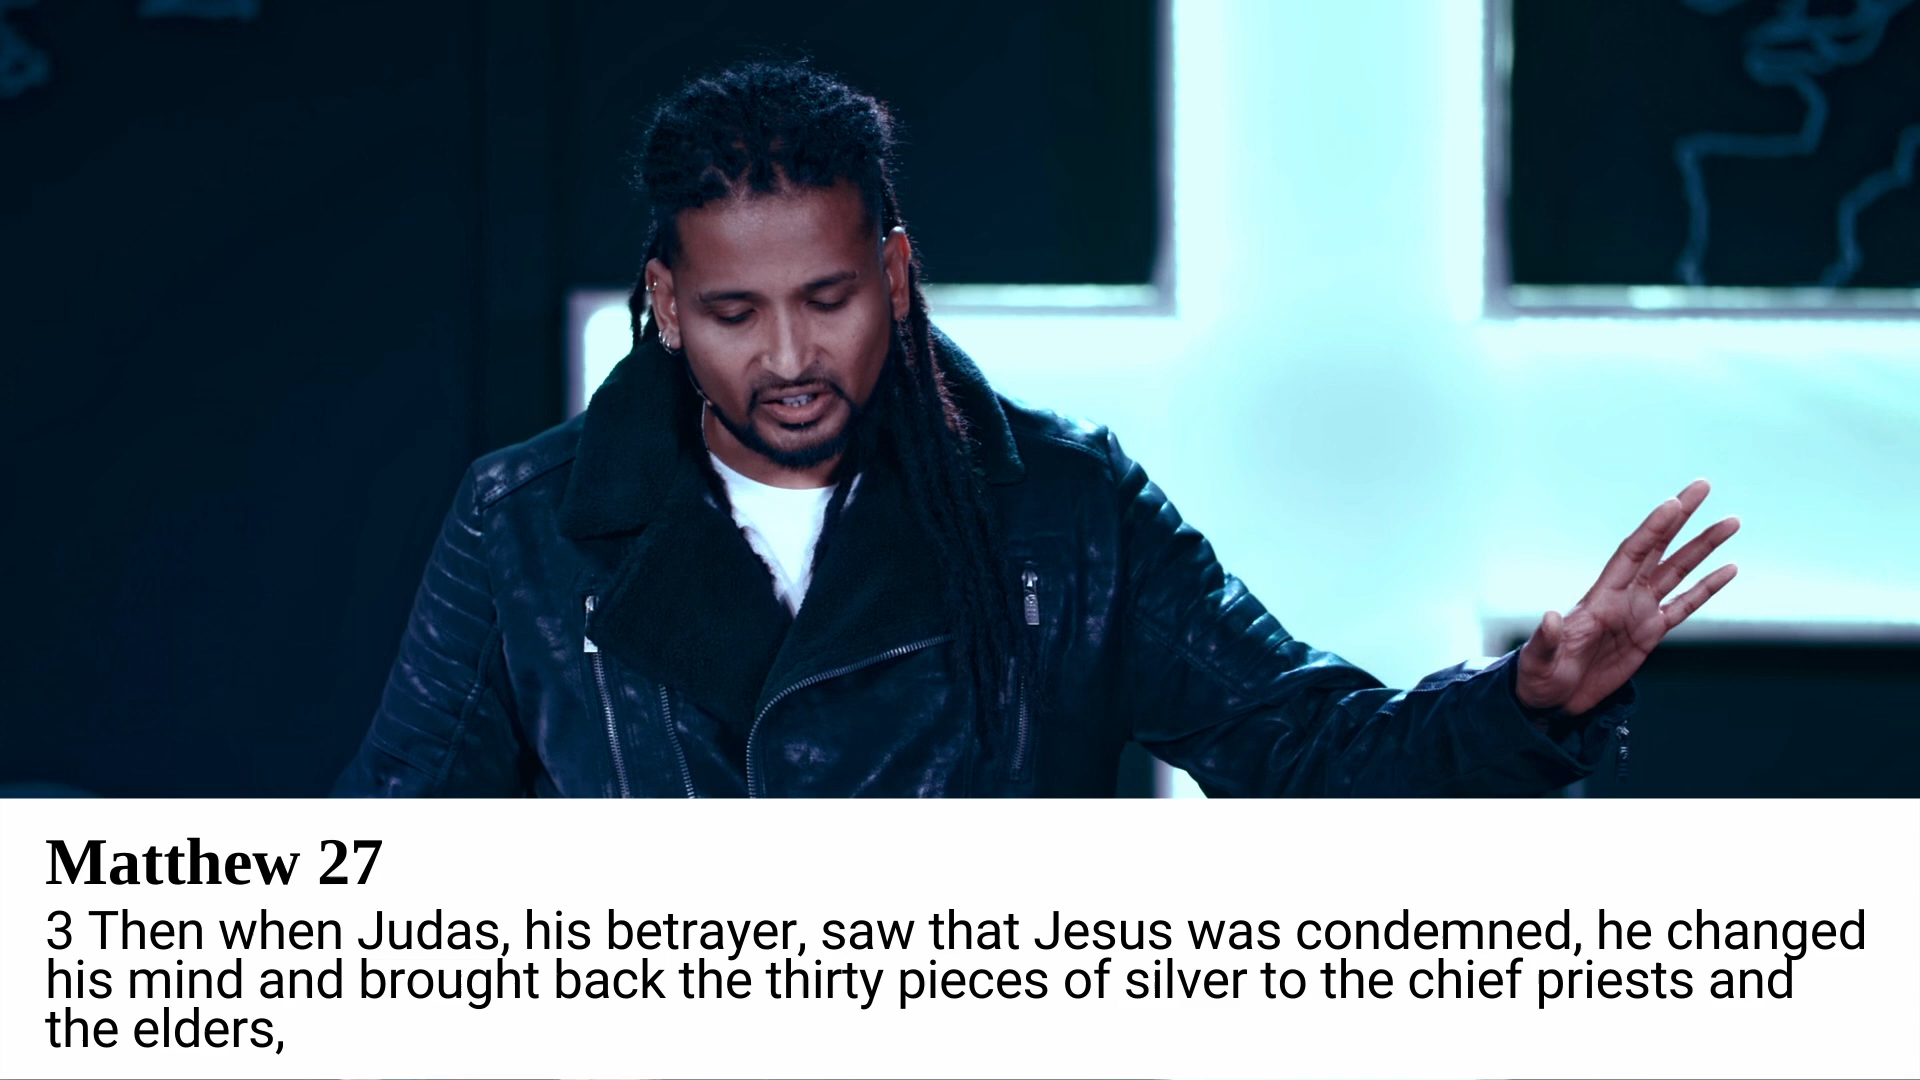 Matthew 27
3 Then when Judas, his betrayer, saw that Jesus was condemned, he changed
his mind and brought back the thirty pieces of silver to the chief priests and
the elders,